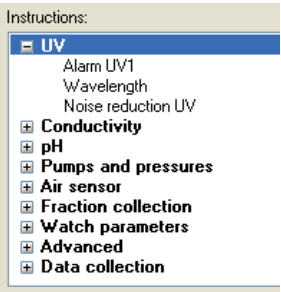 Instructions:
UV
Alarm UV1
Wavelength
Noise reduction UV
Conductivity
pH
Pumps and pressures
Air sensor
Fraction collection
Watch parameters
Advanced
Data collection